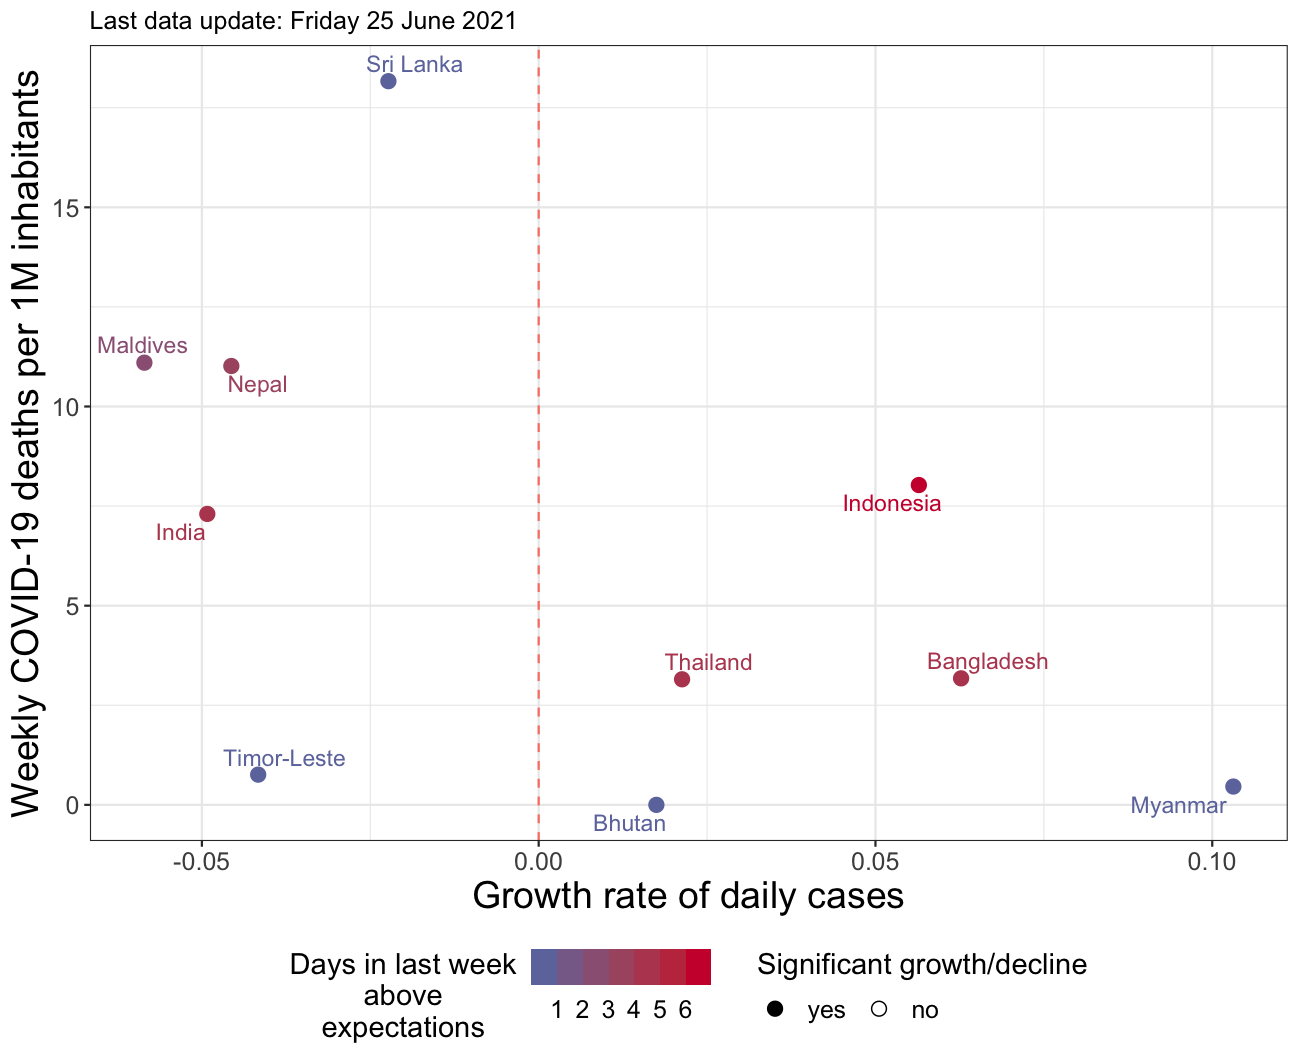 Last data update: Friday 25 June 2021
Weekly COVID-19 deaths per 1M inhabitants
15
10
5
0
Sri Lanka
Maldives
Nepal
Indonesia
India
Thailand
Bangladesh
Timor-Leste
Myanmar
Bhutan
-0.05
0.00
0.05
0.10
Growth rate of daily cases
Days in last week
above
expectations
1 2 3 4 5 6
Significant growth/decline
yes
no